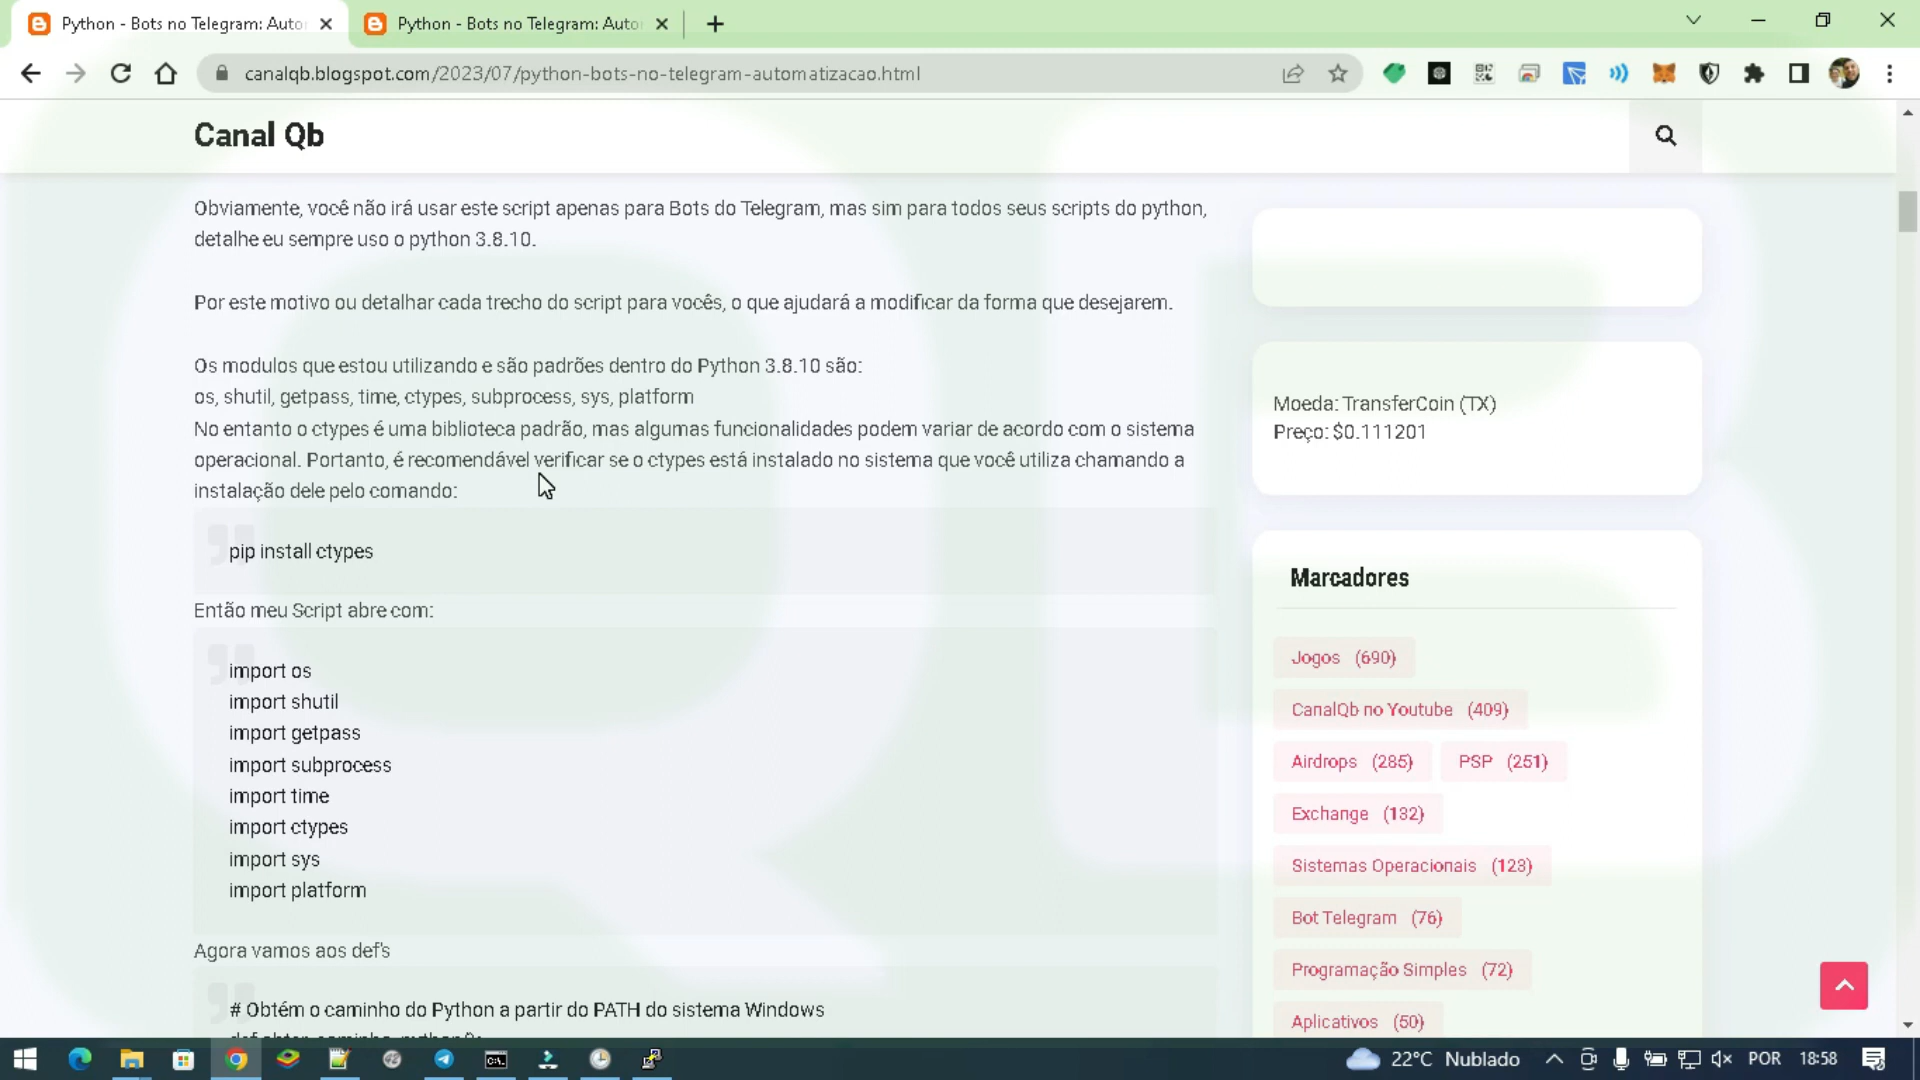 Python - Bots no Telegram: Auto
Python - Bots no Telegram: Auto
canalqb.blogspot.com/2023/07/python-bots-no-telegram-automatizacao.html
Canal Qb
Obviamente, você não irá usar este script apenas para Bots do Telegram, mas sim para todos seus scripts do python,
detalhe eu sempre uso o python 3.8.10.
Por este motivo ou detalhar cada trecho do script para vocês, o que ajudará a modificar da forma que desejarem.
Os modulos que estou utilizando e são padrões dentro do Python 3.8.10 são:
os, shutil, getpass, time, ctypes, subprocess, sys, platform
No entanto o ctypes é uma biblioteca padrão, mas algumas funcionalidades podem variar de acordo com o sistema
operacional. Portanto, é recomendável verificar se o ctypes está instalado no sistema que você utiliza chamando a
instalação dele pelo comando:
pip install ctypes
Então meu Script abre com:
import os
import shutil
import getpass
import subprocess
import time
import ctypes
import sys
import platform
Agora vamos aos def's
# Obtém o caminho do Python a partir do PATH do sistema Windows
Moeda: TransferCoin (TX)
Preço: $0.111201
Marcadores
Jogos (690)
CanalQb no Youtube (409)
Airdrops (285) PSP (251)
Exchange (132)
Sistemas Operacionais (123)
Bot Telegram (76)
Programação Simples (72)
Aplicativos (50)
22°C Nublado
POR
18:58